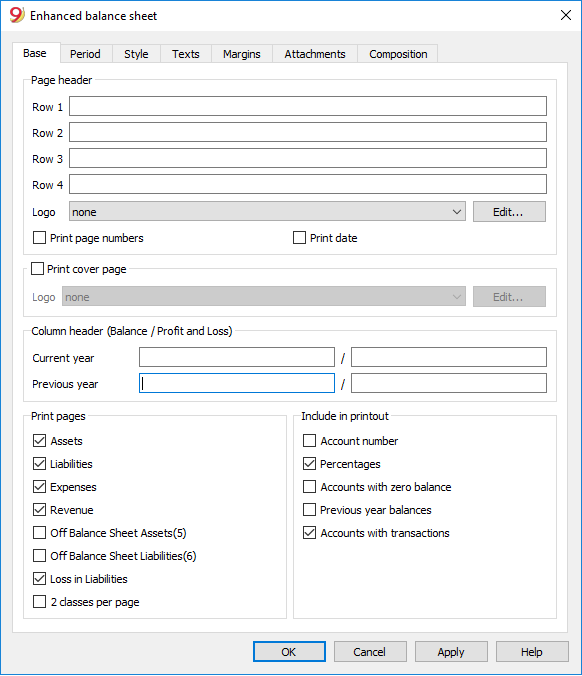 9 Enhanced balance sheet
Base Period Style Texts Margins Attachments Composition
Page header
Row 1
Row 2
Row 3
Row 4
Logo none Edit...
Print page numbers Print date
Print cover page
Logo none Edit...
Column header (Balance / Profit and Loss)
Current year /
Previous year /
Print pages
Assets
Liabilities
Expenses
Revenue
Off Balance Sheet Assets(5)
Off Balance Sheet Liabilities(6)
Loss in Liabilities
2 classes per page
Include in printout
Account number
Percentages
Accounts with zero balance
Previous year balances
Accounts with transactions
OK Cancel Apply Help